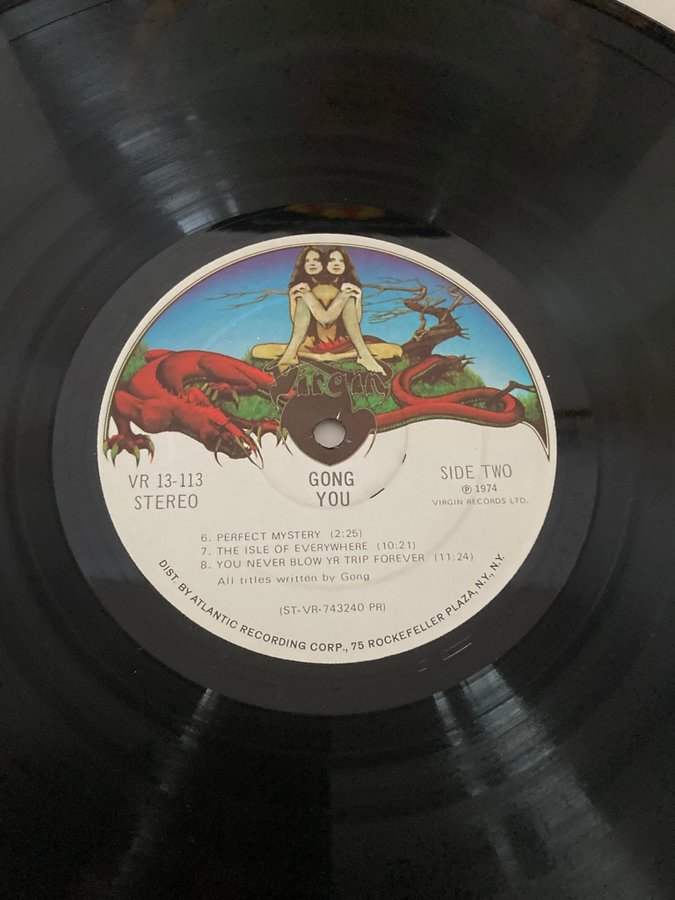 Virgin
VR 13-113
STEREO
GONG
YOU
SIDE TWO
℗ 1974
VIRGIN RECORDS LTD.
6. PERFECT MYSTERY (2:25)
7. THE ISLE OF EVERYWHERE (10:21)
8. YOU NEVER BLOW YR TRIP FOREVER (11:24)
All titles written by Gong
(ST-VR-743240 PR)
DIST. BY ATLANTIC RECORDING CORP., 75 ROCKEFELLER PLAZA, N.Y., N.Y.